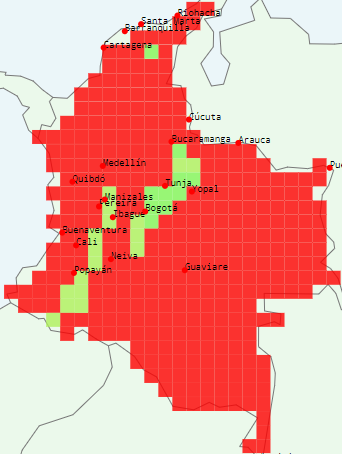 Riohacha
Santa Marta
Barranquilla
Cartagena
Cúcuta
Bucaramanga
Arauca
Medellín
Pue
Quibdó
Tunja
Yopal
Manizales
Pereira
Bogota
Ibagué
Buenaventura
Cali
Neiva
Guaviare
Popayán